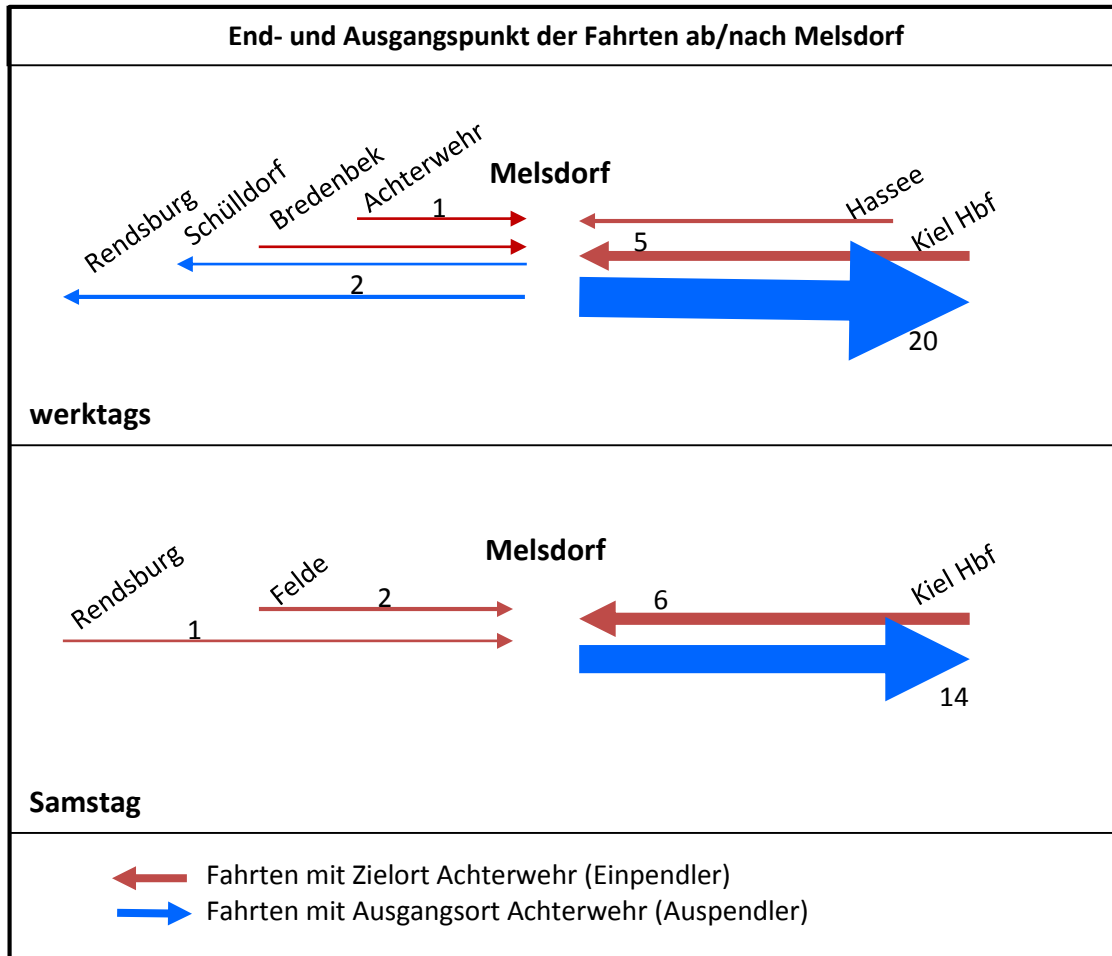 End- und Ausgangspunkt der Fahrten ab/nach Melsdorf
Rendsburg
Schülldorf
Bredenbek
Achterwehr
Melsdorf
Hassee
Kiel Hbf
1
5
2
20
werktags
Rendsburg
Felde
Melsdorf
Kiel Hbf
2
6
1
14
Samstag
Fahrten mit Zielort Achterwehr (Einpendler)
Fahrten mit Ausgangsort Achterwehr (Auspendler)